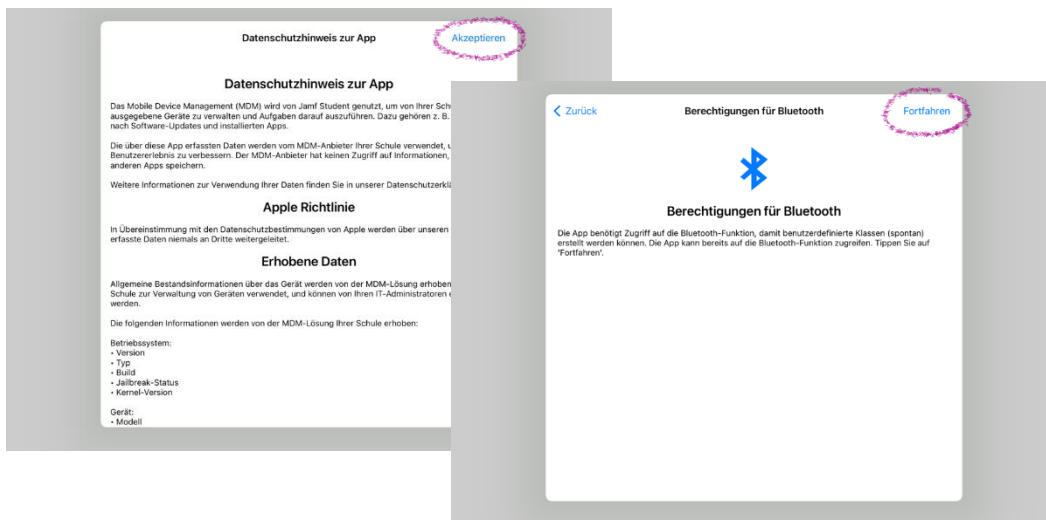 Datenschutzhinweis zur App
Akzeptieren
Datenschutzhinweis zur App
Das Mobile Device Management (MDM) wird von Jamf Student genutzt, um von Ihrer Sch
ausgegebene Geräte zu verwalten und Aufgaben darauf auszuführen. Dazu gehören z. B.
nach Software-Updates und installierten Apps.
Die über diese App erfassten Daten werden vom MDM-Anbieter Ihrer Schule verwendet, u
Benutzererlebnis zu verbessern. Der MDM-Anbieter hat keinen Zugriff auf Informationen,
anderen Apps speichern.
Weitere Informationen zur Verwendung Ihrer Daten finden Sie in unserer Datenschutzerklä
Apple Richtlinie
In Übereinstimmung mit den Datenschutzbestimmungen von Apple werden über unseren
erfasste Daten niemals an Dritte weitergeleitet.
Erhobene Daten
Allgemeine Bestandsinformationen über das Gerät werden von der MDM-Lösung erhoben
Schule zur Verwaltung von Geräten verwendet, und können von Ihren IT-Administratoren
werden.
Die folgenden Informationen werden von der MDM-Lösung Ihrer Schule erhoben:
Betriebssystem:
• Version
• Typ
• Build
• Jailbreak-Status
• Kernel-Version
Gerät:
• Modell
Zurück
Berechtigungen für Bluetooth
Fortfahren
Berechtigungen für Bluetooth
Die App benötigt Zugriff auf die Bluetooth-Funktion, damit benutzerdefinierte Klassen (spontan)
erstellt werden können. Die App kann bereits auf die Bluetooth-Funktion zugreifen. Tippen Sie auf
'Fortfahren'.